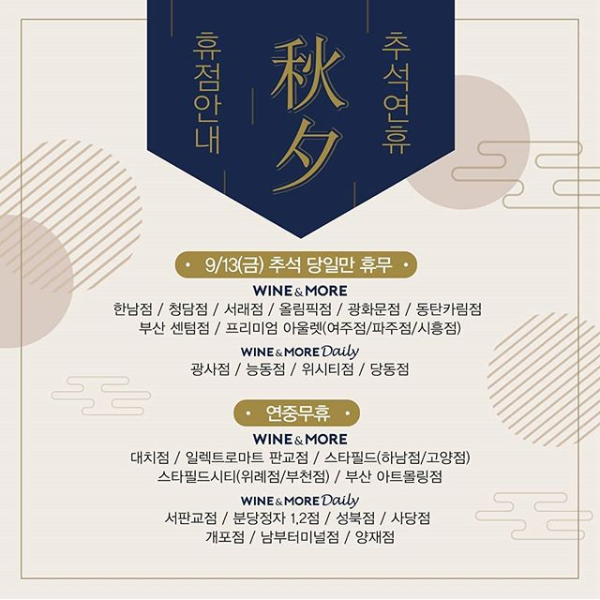 추석연휴
秋夕
휴점안내
9/13(금) 추석 당일만 휴무
WINE & MORE
한남점 / 청담점 / 서래점 / 올림픽점 / 광화문점 / 동탄카림점
부산 센텀점 / 프리미엄 아울렛(여주점/파주점/시흥점)
WINE & MORE Daily
광사점 / 능동점 / 위시티점 / 당동점
연중무휴
WINE & MORE
대치점 / 일렉트로마트 판교점 / 스타필드(하남점/고양점)
스타필드시티(위례점/부천점) / 부산 아트몰링점
WINE & MORE Daily
서판교점 / 분당정자 1,2점 / 성북점 / 사당점
개포점 / 남부터미널점 / 양재점